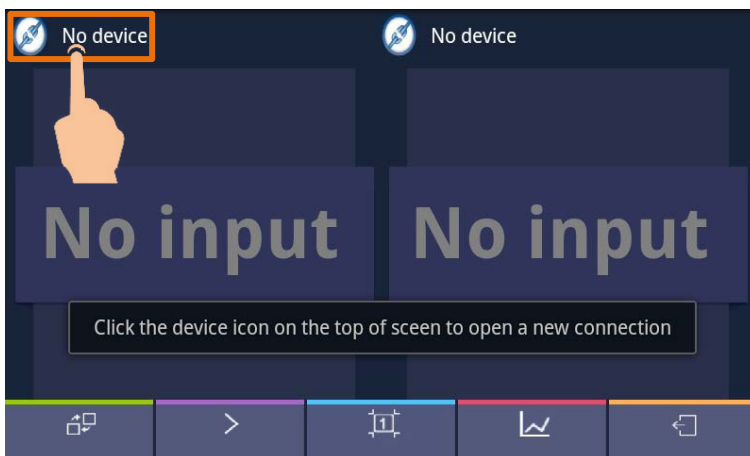 No device
No device
No input
No input
Click the device icon on the top of sceen to open a new connection
1